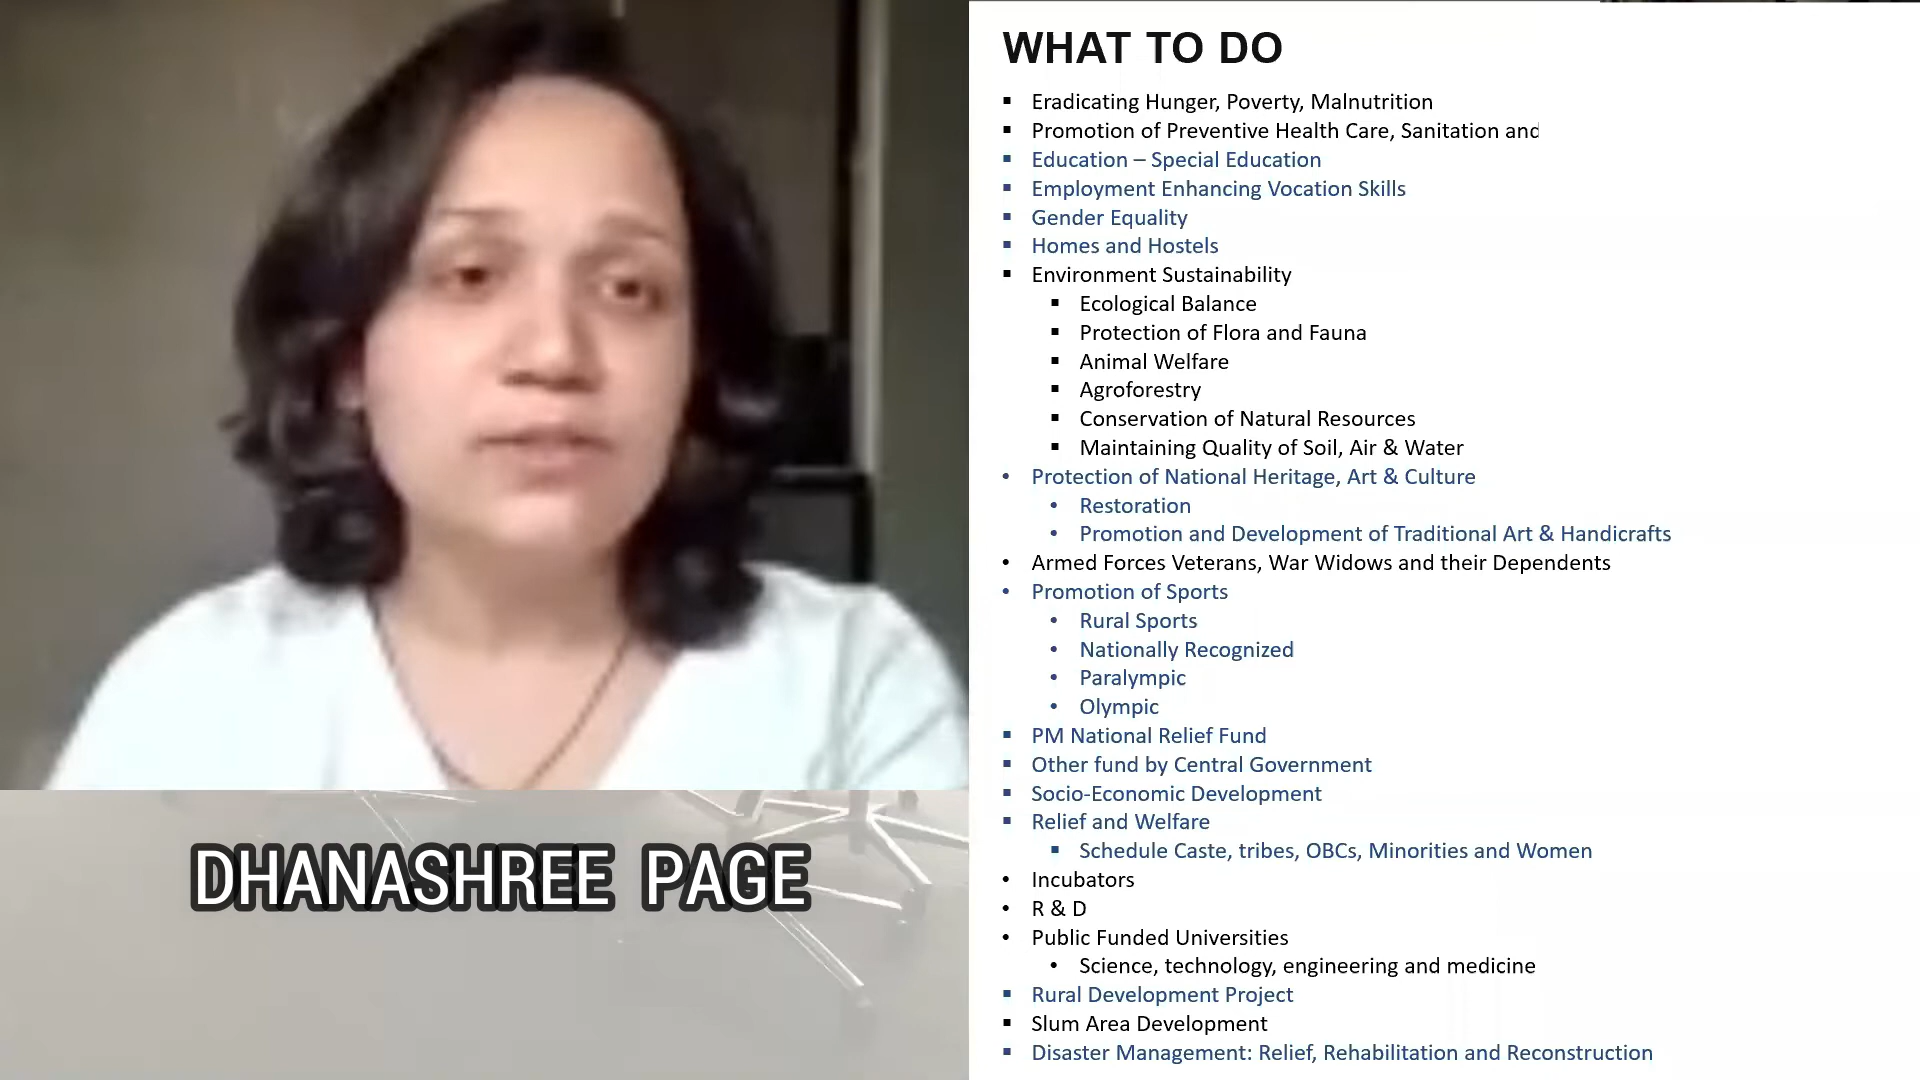 WHAT TO DO
Eradicating Hunger, Poverty, Malnutrition
Promotion of Preventive Health Care, Sanitation and
Education – Special Education
Employment Enhancing Vocation Skills
Gender Equality
Homes and Hostels
Environment Sustainability
Ecological Balance
Protection of Flora and Fauna
Animal Welfare
Agroforestry
Conservation of Natural Resources
Maintaining Quality of Soil, Air & Water
Protection of National Heritage, Art & Culture
Restoration
Promotion and Development of Traditional Art & Handicrafts
Armed Forces Veterans, War Widows and their Dependents
Promotion of Sports
Rural Sports
Nationally Recognized
Paralympic
Olympic
PM National Relief Fund
Other fund by Central Government
Socio-Economic Development
Relief and Welfare
Schedule Caste, tribes, OBCs, Minorities and Women
Incubators
R & D
Public Funded Universities
Science, technology, engineering and medicine
Rural Development Project
Slum Area Development
Disaster Management: Relief, Rehabilitation and Reconstruction
DHANASHREE PAGE